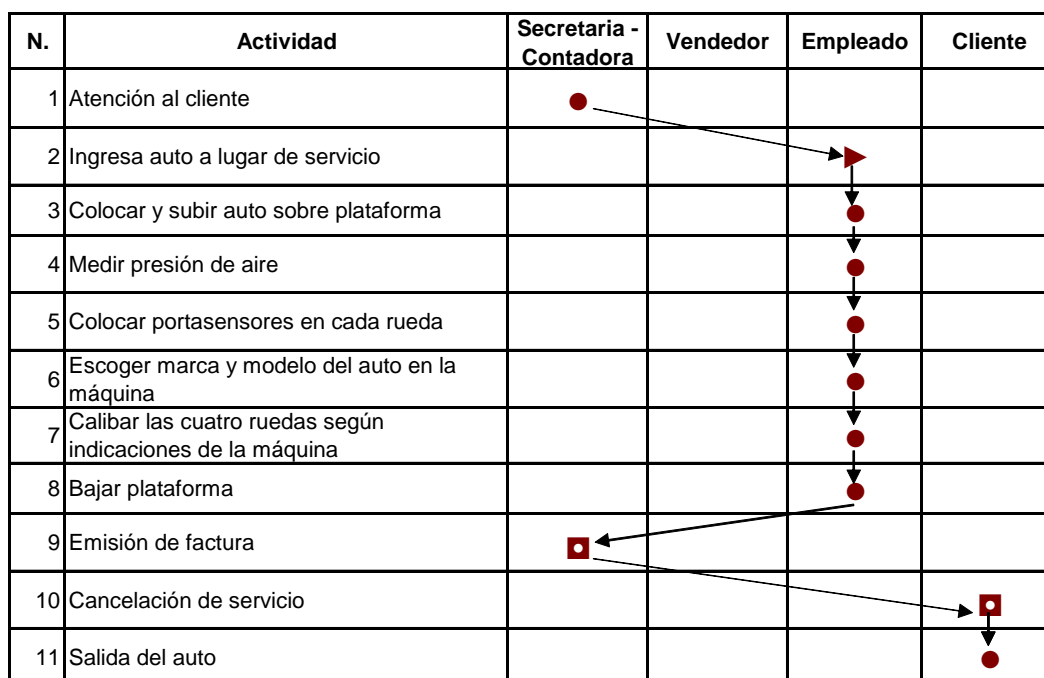 N. Actividad Secretaria - Contadora Vendedor Empleado Cliente
1 Atención al cliente
2 Ingresa auto a lugar de servicio
3 Colocar y subir auto sobre plataforma
4 Medir presión de aire
5 Colocar portasensores en cada rueda
6 Escoger marca y modelo del auto en la
máquina
7 Calibar las cuatro ruedas según
indicaciones de la máquina
8 Bajar plataforma
9 Emisión de factura
10 Cancelación de servicio
11 Salida del auto